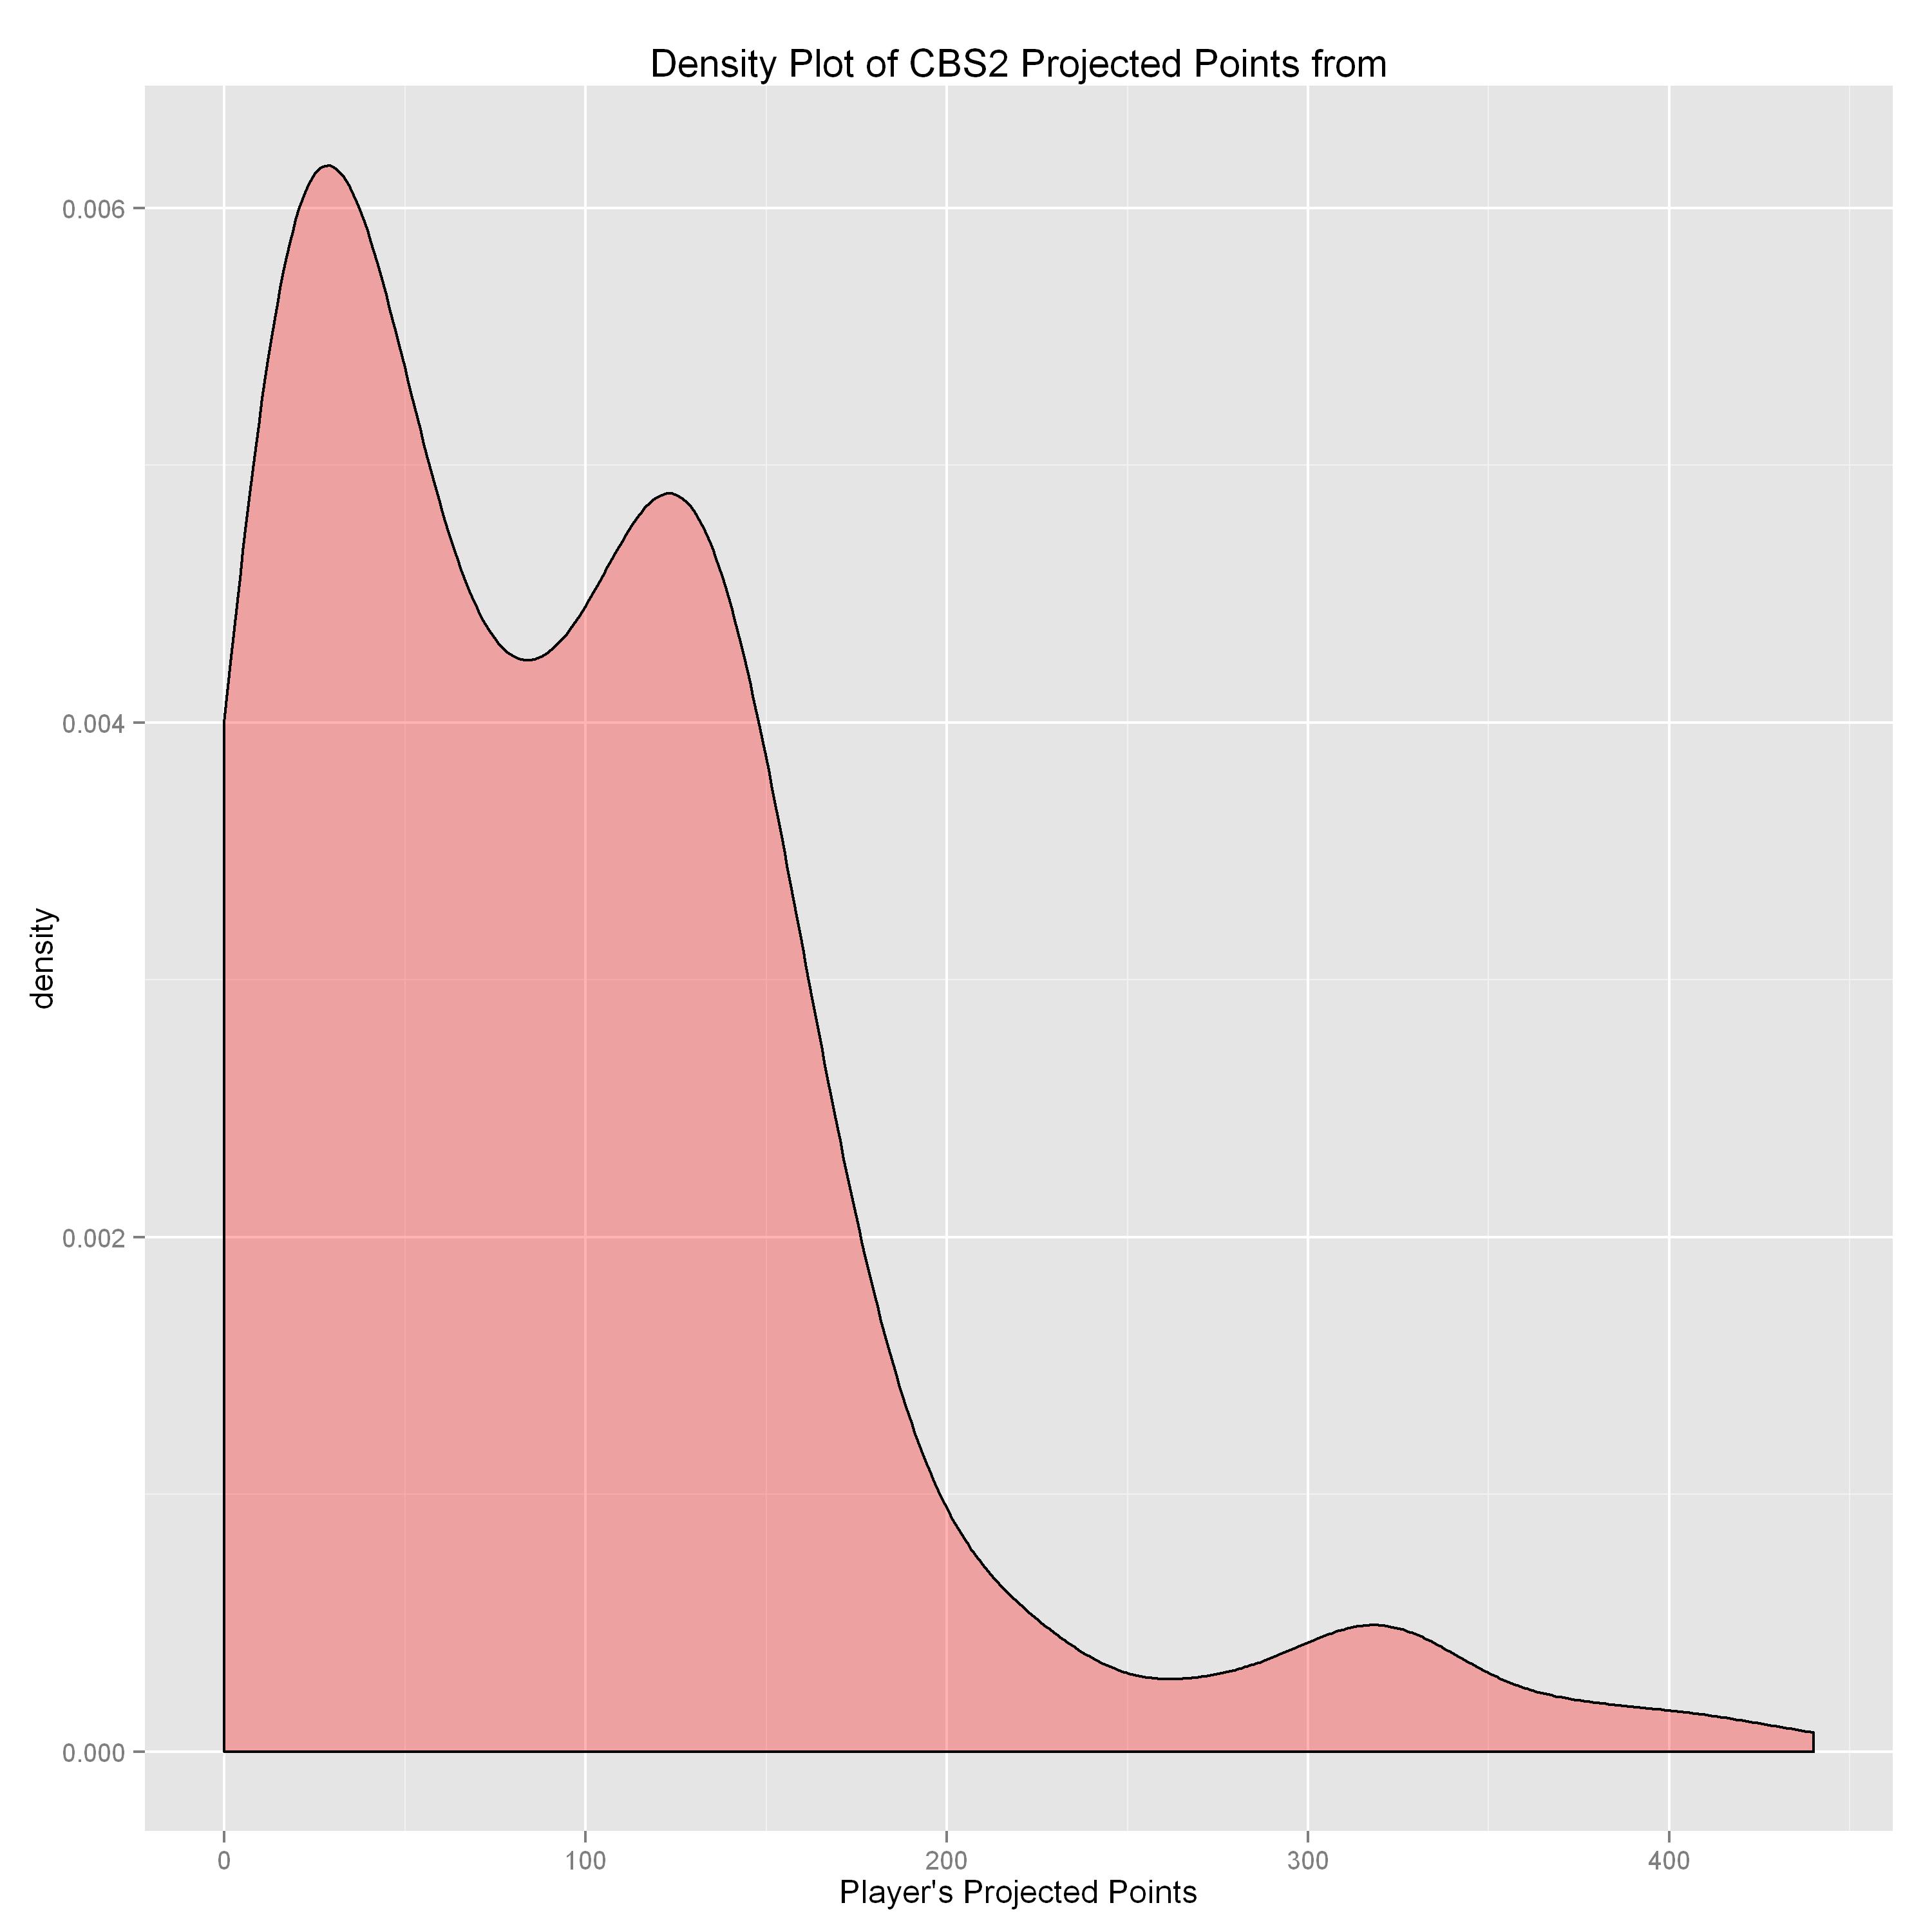 Density Plot of CBS2 Projected Points from
0.006
0.004
0.002
0.000
density
0 100 200 300 400
Player's Projected Points